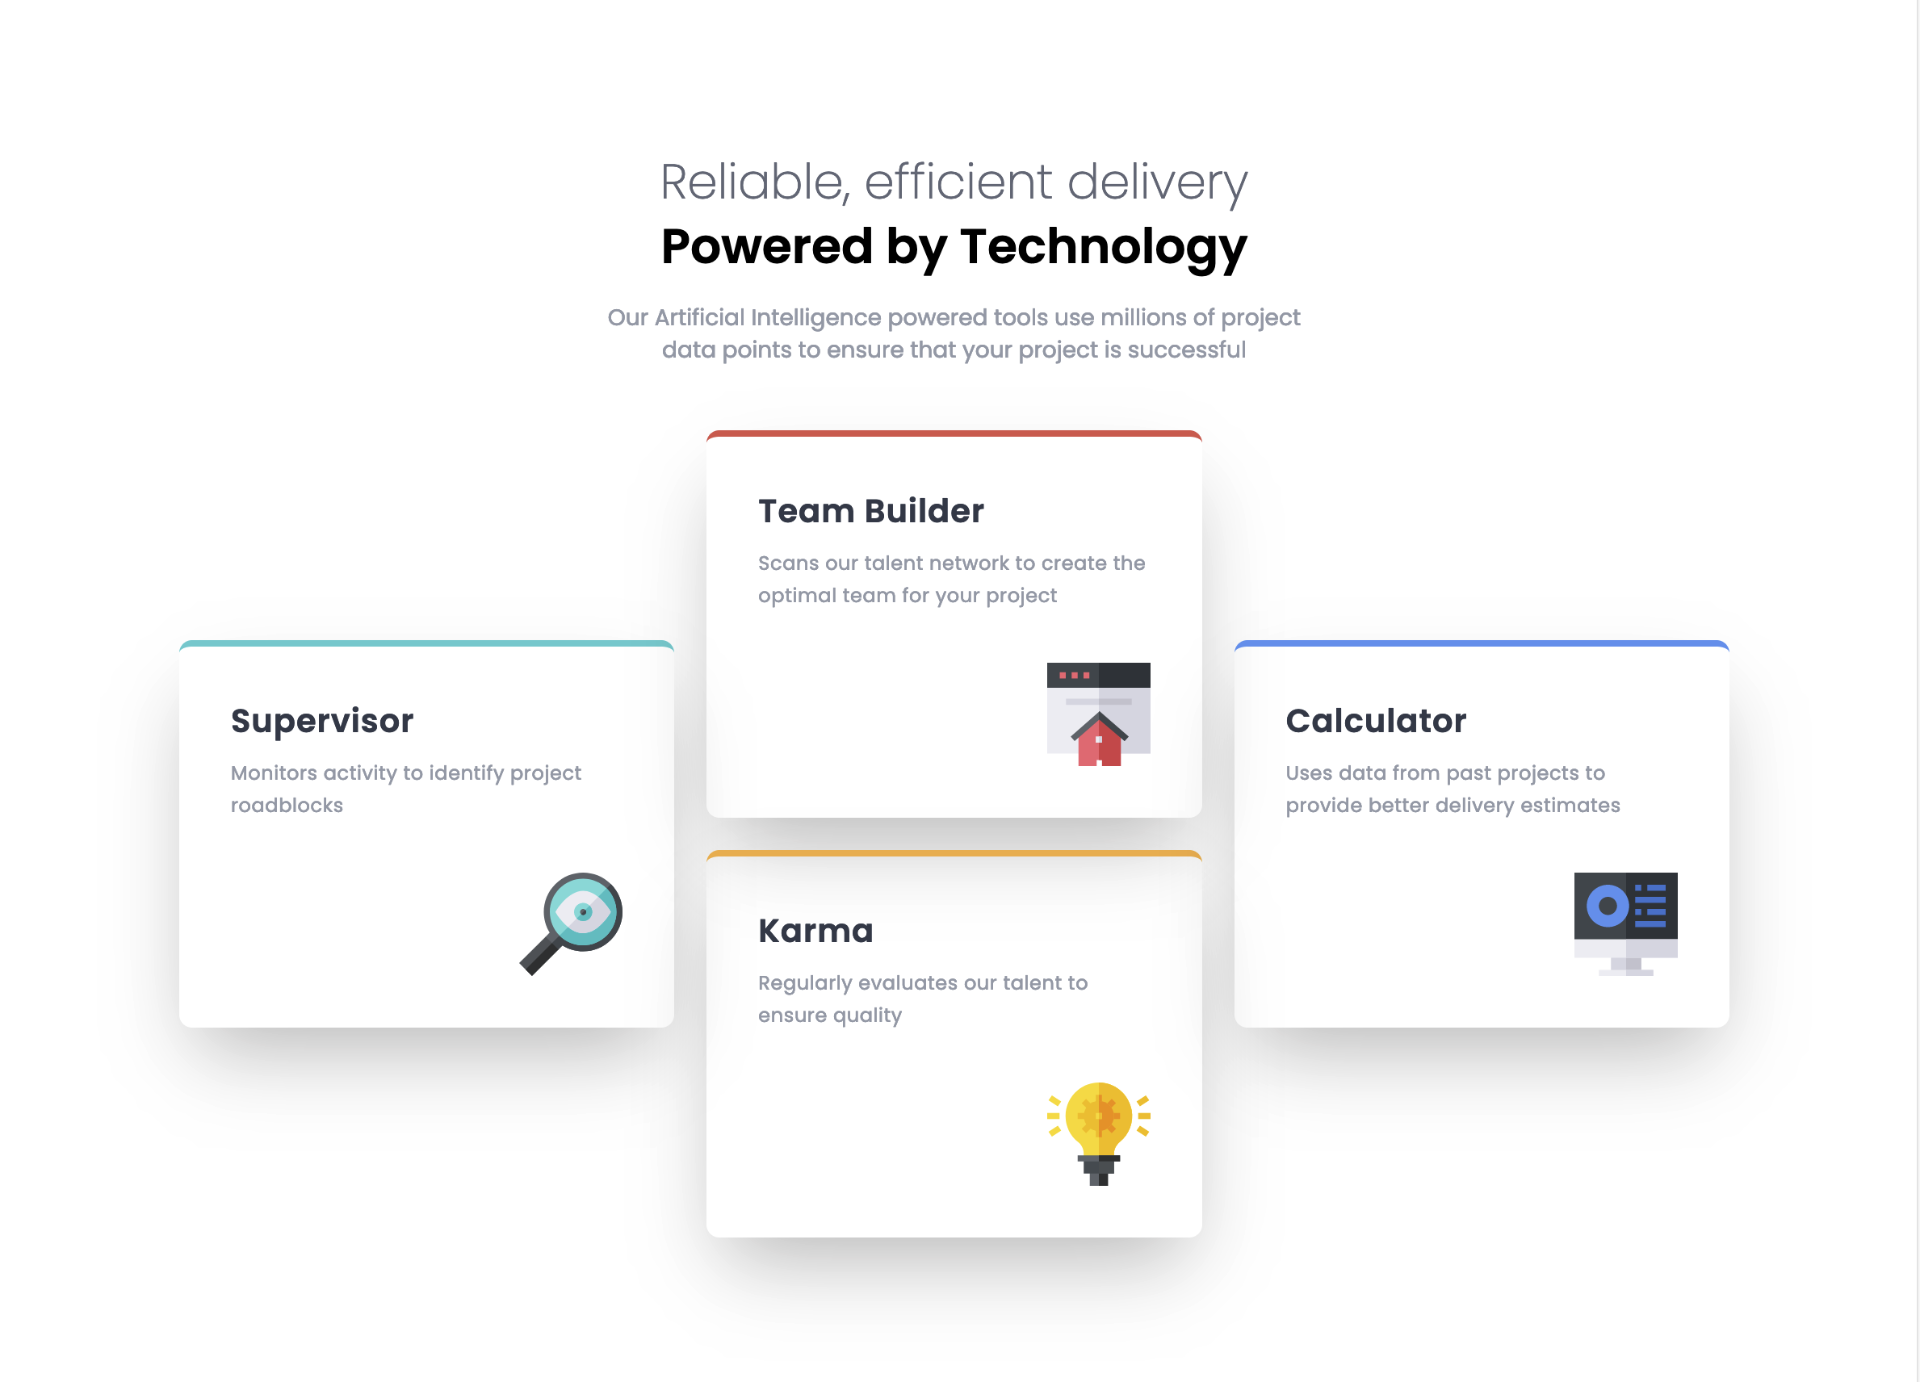 Reliable, efficient delivery
Powered by Technology
Our Artificial Intelligence powered tools use millions of project
data points to ensure that your project is successful
Team Builder
Scans our talent network to create the
optimal team for your project
Supervisor
Monitors activity to identify project
roadblocks
Calculator
Uses data from past projects to
provide better delivery estimates
Karma
Regularly evaluates our talent to
ensure quality